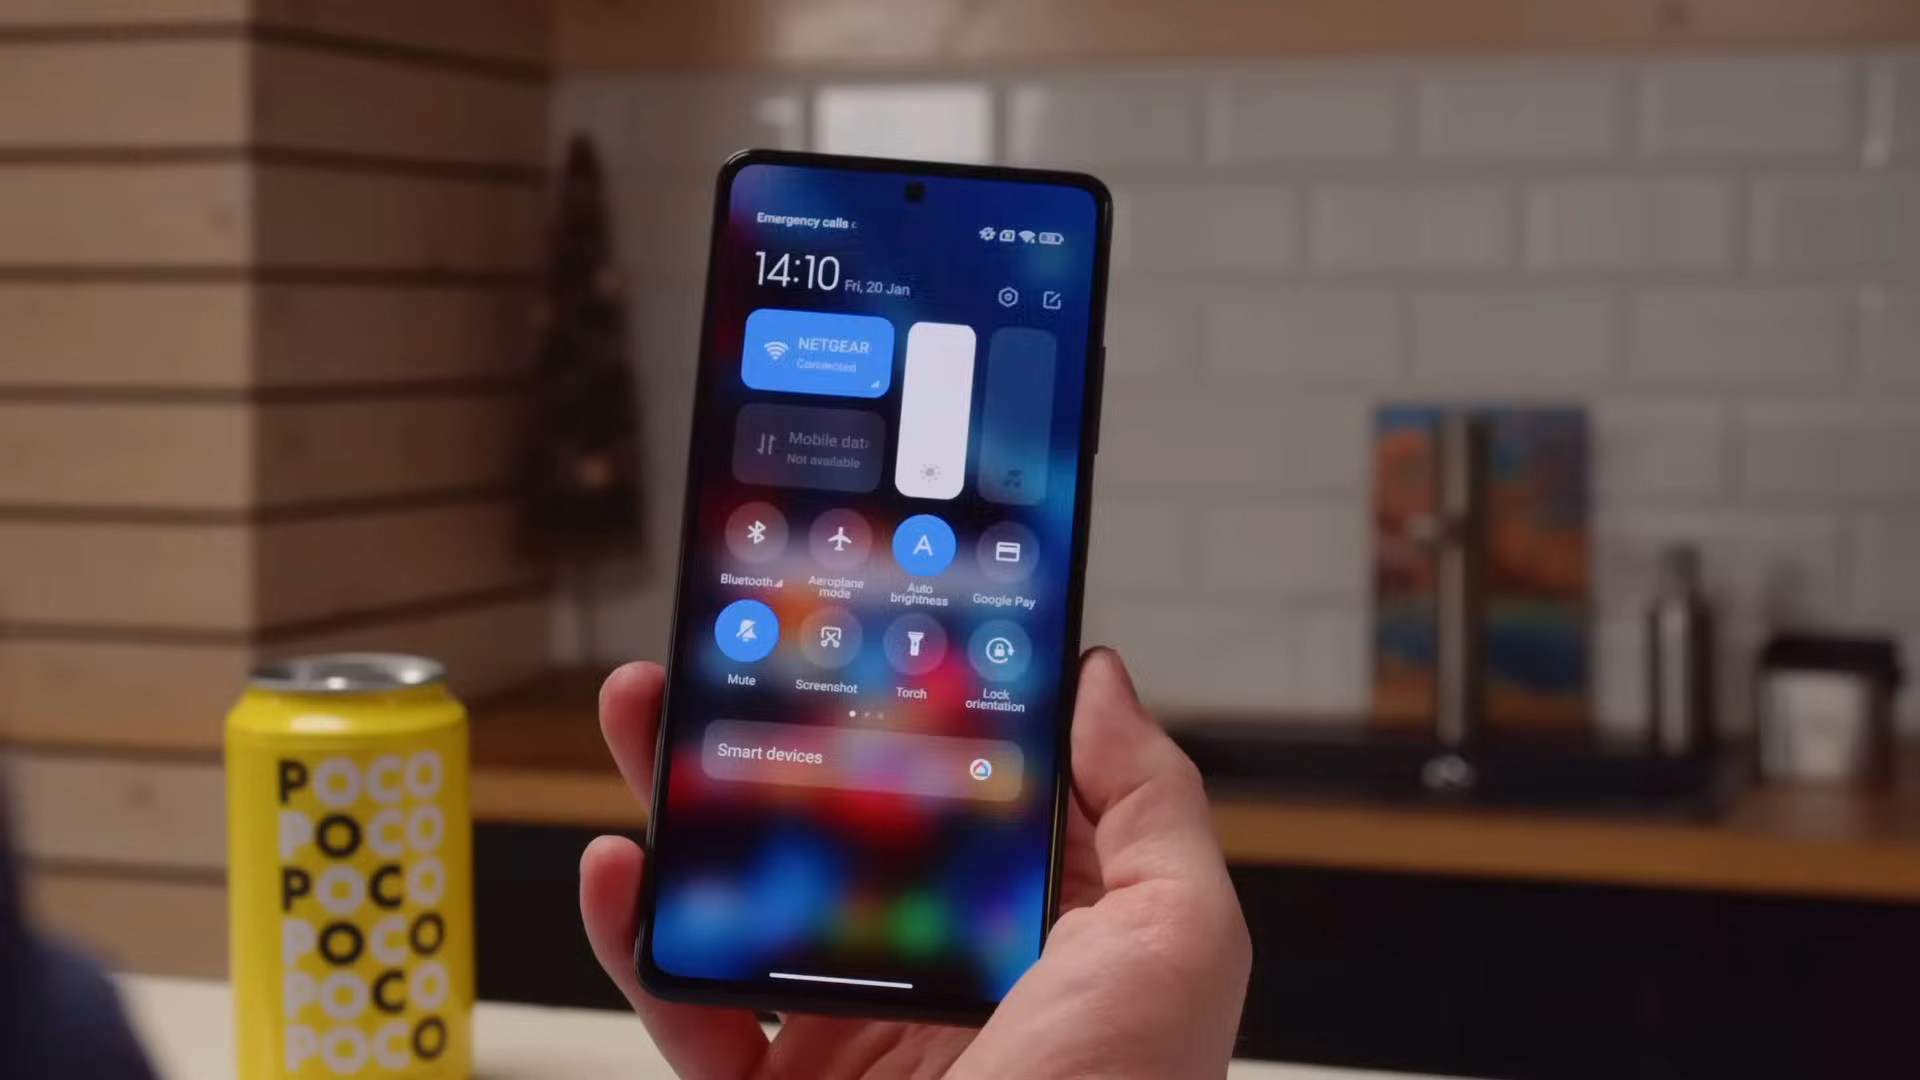 Emergency calls
14:10 Fri, 20 Jan
NETGEAR
Connected
Mobile dat
Not available
Bluetooth
Aeroplane
mode
A
Auto
brightness
Google Pay
Mute
Screenshot
Torch
Lock
orientation
Smart devices
POCO
POCO
POCO
POCO
POCO
POCO